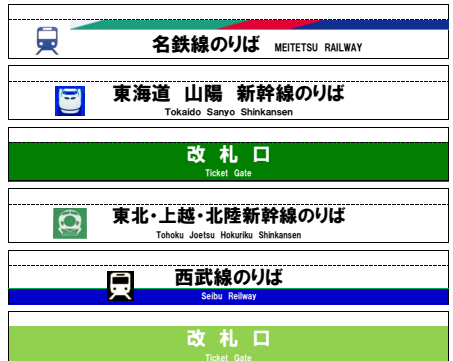 名鉄線のりば MEITETSU RAILWAY
東海道 山陽 新幹線のりば
Tokaido Sanyo Shinkansen
改札口
Ticket Gate
東北・上越・北陸新幹線のりば
Tohoku Joetsu Hokuriku Shinkansen
西武線のりば
Seibu Reilway
改札口
Ticket Gate